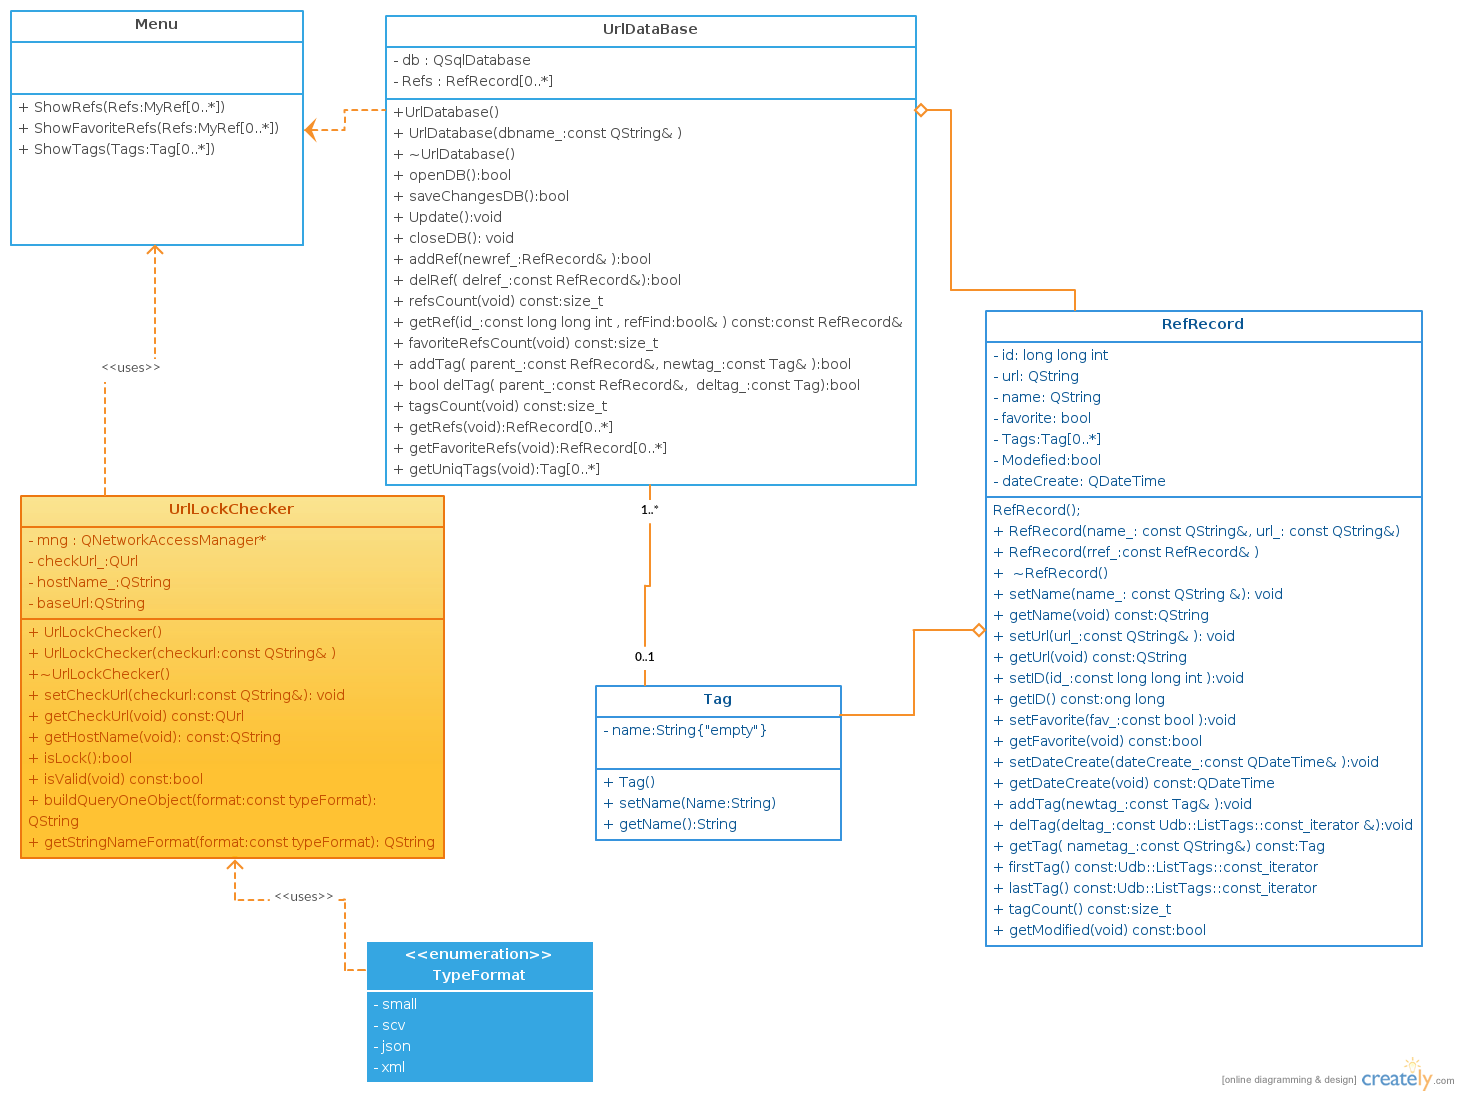 Menu
+ ShowRefs(Refs:MyRef[0..*])
+ ShowFavoriteRefs(Refs:MyRef[0..*])
+ ShowTags(Tags:Tag[0..*])
UrlDataBase
- db : QSqlDatabase
- Refs : RefRecord[0..*]
+UrlDatabase()
+ UrlDatabase(dbname_:const QString& )
+ ~UrlDatabase()
+ openDB():bool
+ saveChangesDB():bool
+ Update():void
+ closeDB(): void
+ addRef(newref_:RefRecord& ):bool
+ delRef( delref_:const RefRecord&):bool
+ refsCount(void) const:size_t
+ getRef(id_:const long long int , refFind:bool& ) const:const RefRecord&
+ favoriteRefsCount(void) const:size_t
+ addTag( parent_:const RefRecord&, newtag_:const Tag& ):bool
+ bool delTag( parent_:const RefRecord&,  deltag_:const Tag):bool
+ tagsCount(void) const:size_t
+ getRefs(void):RefRecord[0..*]
+ getFavoriteRefs(void):RefRecord[0..*]
+ getUniqTags(void):Tag[0..*]
<<uses>>
1..*
0..1
RefRecord
- id: long long int
- url: QString
- name: QString
- favorite: bool
- Tags:Tag[0..*]
- Modefied:bool
- dateCreate: QDateTime
RefRecord();
+ RefRecord(name_: const QString&, url_: const QString&)
+ RefRecord(rref_:const RefRecord& )
+  ~RefRecord()
+ setName(name_: const QString &): void
+ getName(void) const:QString
+ setUrl(url_:const QString& ): void
+ getUrl(void) const:QString
+ setID(id_:const long long int ):void
+ getID() const:ong long
+ setFavorite(fav_:const bool ):void
+ getFavorite(void) const:bool
+ setDateCreate(dateCreate_:const QDateTime& ):void
+ getDateCreate(void) const:QDateTime
+ addTag(newtag_:const Tag& ):void
+ delTag(deltag_:const Udb::ListTags::const_iterator &):void
+ getTag( nametag_:const QString&) const:Tag
+ firstTag() const:Udb::ListTags::const_iterator
+ lastTag() const:Udb::ListTags::const_iterator
+ tagCount() const:size_t
+ getModified(void) const:bool
UrlLockChecker
- mng : QNetworkAccessManager*
- checkUrl_:QUrl
- hostName_:QString
- baseUrl:QString
+ UrlLockChecker()
+ UrlLockChecker(checkurl:const QString& )
+~UrlLockChecker()
+ setCheckUrl(checkurl:const QString&): void
+ getCheckUrl(void) const:QUrl
+ getHostName(void): const:QString
+ isLock():bool
+ isValid(void) const:bool
+ buildQueryOneObject(format:const typeFormat):
QString
+ getStringNameFormat(format:const typeFormat): QString
Tag
- name:String{"empty"}
+ Tag()
+ setName(Name:String)
+ getName():String
<<uses>>
<<enumeration>>
TypeFormat
- small
- scv
- json
- xml
[online diagramming & design] creately.com